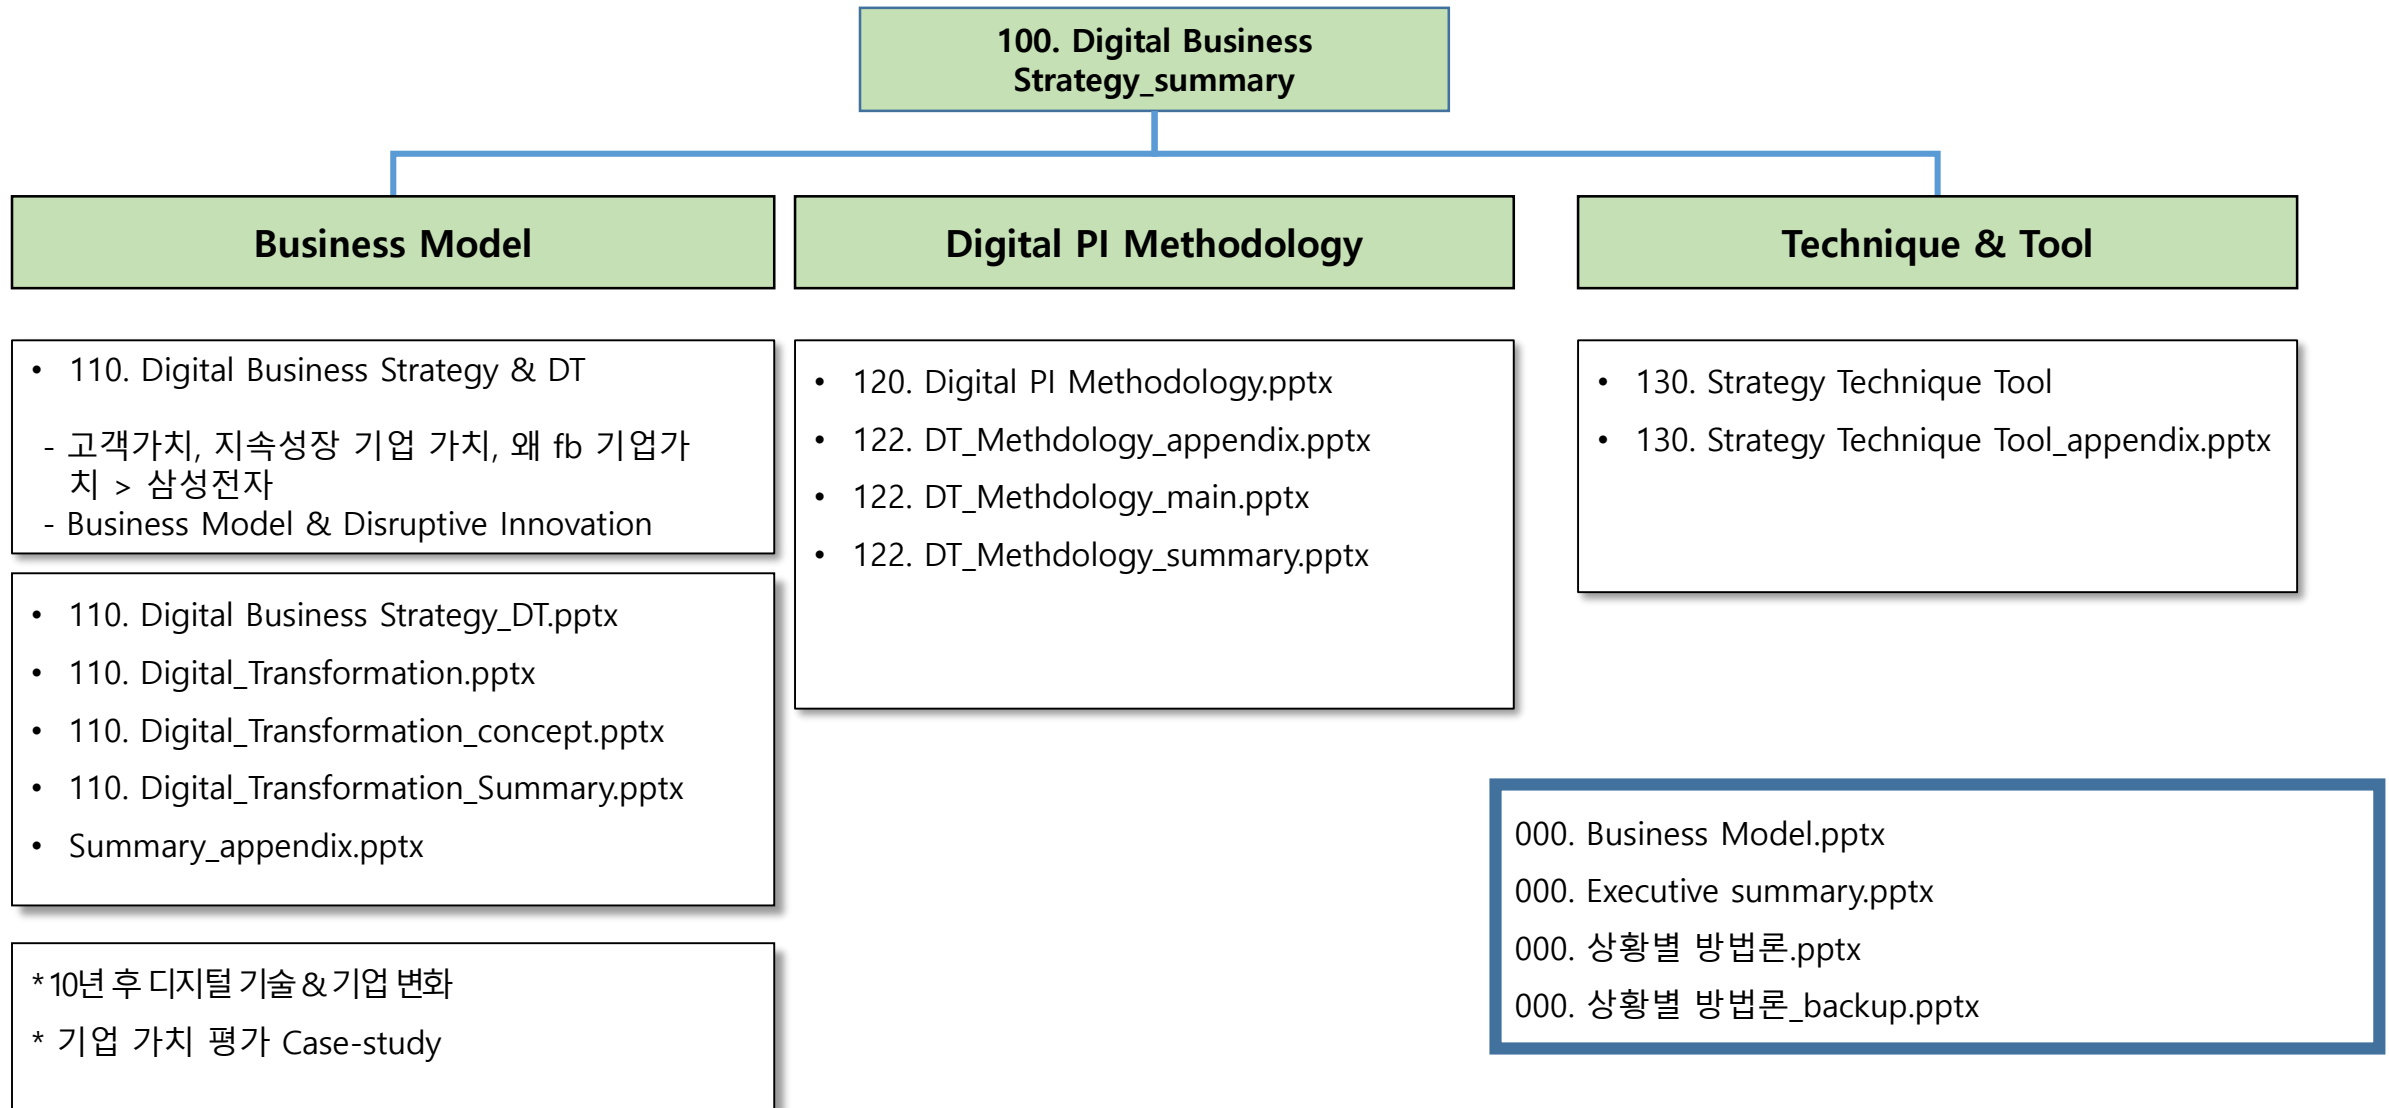 100. Digital Business
Strategy_summary
Business Model
Digital PI Methodology
Technique & Tool
• 110. Digital Business Strategy & DT
- 고객가치, 지속성장 기업 가치, 왜 fb 기업가
치 > 삼성전자
- Business Model & Disruptive Innovation
• 110. Digital Business Strategy_DT.pptx
• 110. Digital_Transformation.pptx
• 110. Digital_Transformation_concept.pptx
• 110. Digital_Transformation_Summary.pptx
• Summary_appendix.pptx
* 10년 후 디지털 기술 & 기업 변화
* 기업 가치 평가 Case-study
• 120. Digital PI Methodology.pptx
• 122. DT_Methdology_appendix.pptx
• 122. DT_Methdology_main.pptx
• 122. DT_Methdology_summary.pptx
• 130. Strategy Technique Tool
• 130. Strategy Technique Tool_appendix.pptx
000. Business Model.pptx
000. Executive summary.pptx
000. 상황별 방법론.pptx
000. 상황별 방법론_backup.pptx